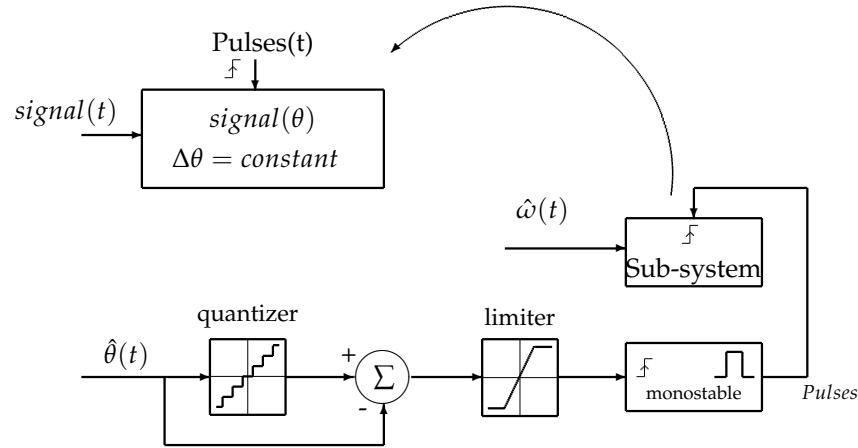 Pulses(t)
signal(t)
signal(θ)
Δθ = constant
ω̂(t)
Sub-system
quantizer
limiter
θ̂(t)
+
Σ
-
monostable
Pulses